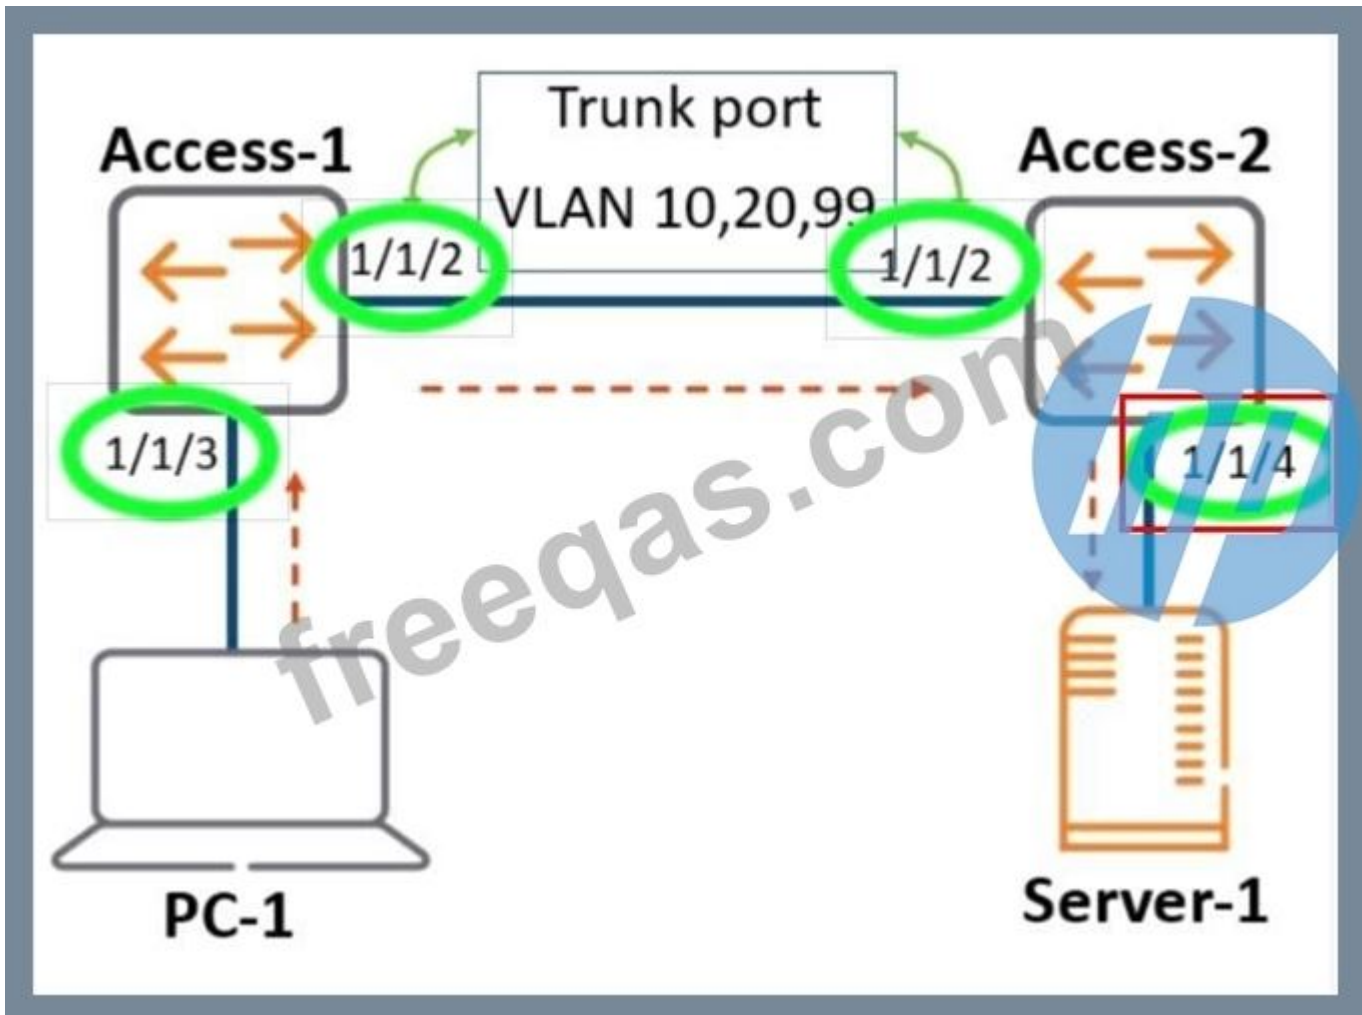 Trunk port
VLAN 10,20,99
Access-1
Access-2
1/1/2
1/1/2
1/1/3
1/1/4
freeqas.com
hp
PC-1
Server-1